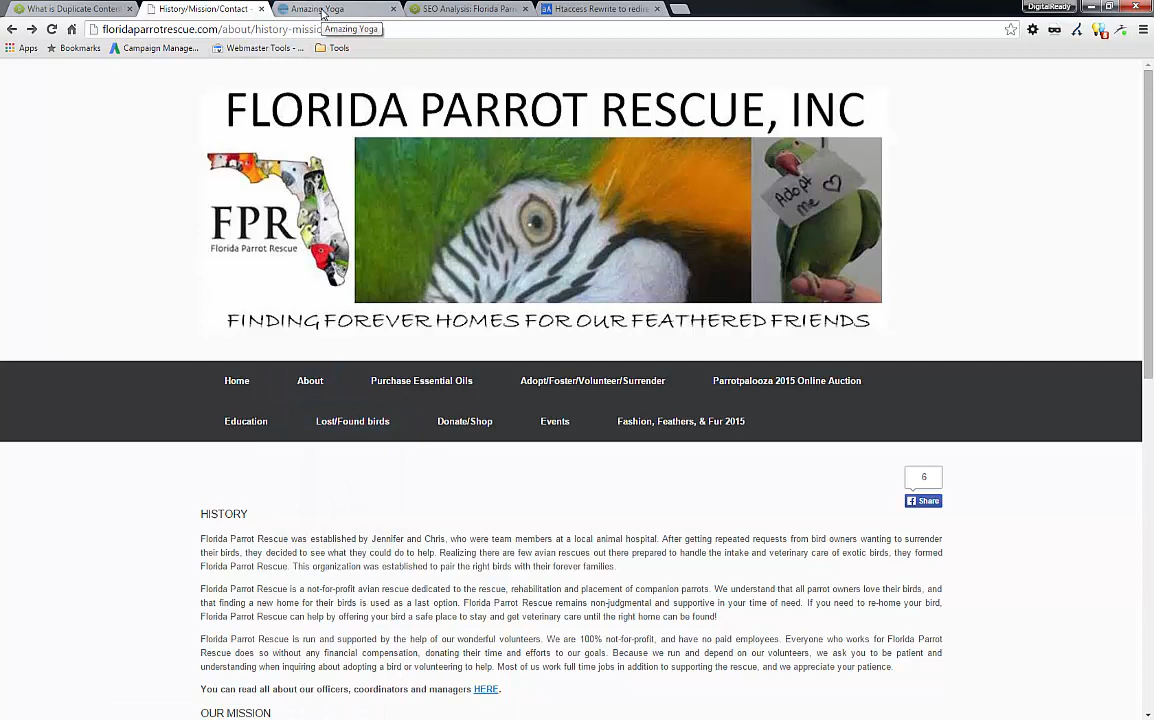 What is Duplicate Content
History/Mission/Contact -
Amazing Yoga
SEO Analysis: Florida Parr
Htaccess Rewrite to redire
DigitalReady
floridaparrotrescue.com/about/history-missio
Amazing Yoga
Apps
Bookmarks
Campaign Manage...
Webmaster Tools - ...
Tools
FLORIDA PARROT RESCUE, INC
FPR
Florida Parrot Rescue
Adopt
me
FINDING FOREVER HOMES FOR OUR FEATHERED FRIENDS
Home
About
Purchase Essential Oils
Adopt/Foster/Volunteer/Surrender
Parrotpalooza 2015 Online Auction
Education
Lost/Found birds
Donate/Shop
Events
Fashion, Feathers, & Fur 2015
6
Share
HISTORY
Florida Parrot Rescue was established by Jennifer and Chris, who were team members at a local animal hospital. After getting repeated requests from bird owners wanting to surrender
their birds, they decided to see what they could do to help. Realizing there are few avian rescues out there prepared to handle the intake and veterinary care of exotic birds, they formed
Florida Parrot Rescue. This organization was established to pair the right birds with their forever families.
Florida Parrot Rescue is a not-for-profit avian rescue dedicated to the rescue, rehabilitation and placement of companion parrots. We understand that all parrot owners love their birds, and
that finding a new home for their birds is used as a last option. Florida Parrot Rescue remains non-judgmental and supportive in your time of need. If you need to re-home your bird,
Florida Parrot Rescue can help by offering your bird a safe place to stay and get veterinary care until the right home can be found!
Florida Parrot Rescue is run and supported by the help of our wonderful volunteers. We are 100% not-for-profit, and have no paid employees. Everyone who works for Florida Parrot
Rescue does so without any financial compensation, donating their time and efforts to our goals. Because we run and depend on our volunteers, we ask you to be patient and
understanding when inquiring about adopting a bird or volunteering to help. Most of us work full time jobs in addition to supporting the rescue, and we appreciate your patience.
You can read all about our officers, coordinators and managers HERE.
OUR MISSION